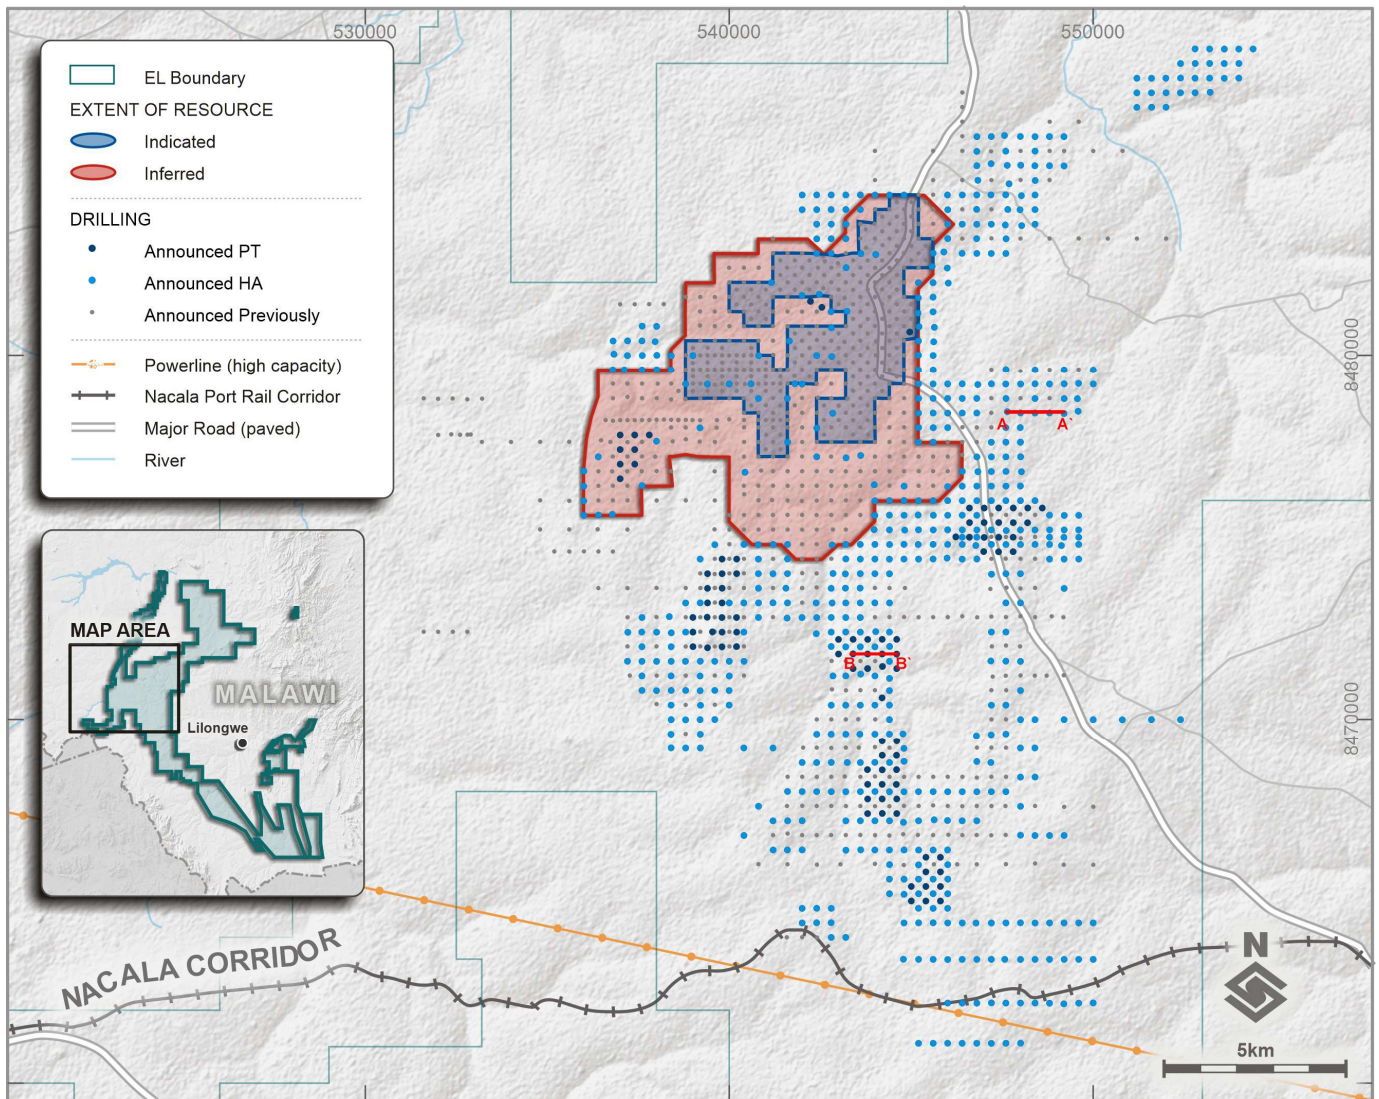 530000
540000
550000
EL Boundary
EXTENT OF RESOURCE
Indicated
Inferred
DRILLING
Announced PT
Announced HA
Announced Previously
Powerline (high capacity)
Nacala Port Rail Corridor
Major Road (paved)
River
8480000
A
A`
MAP AREA
MALAWI
Lilongwe
B
B`
8470000
NACALA CORRIDOR
N
5km